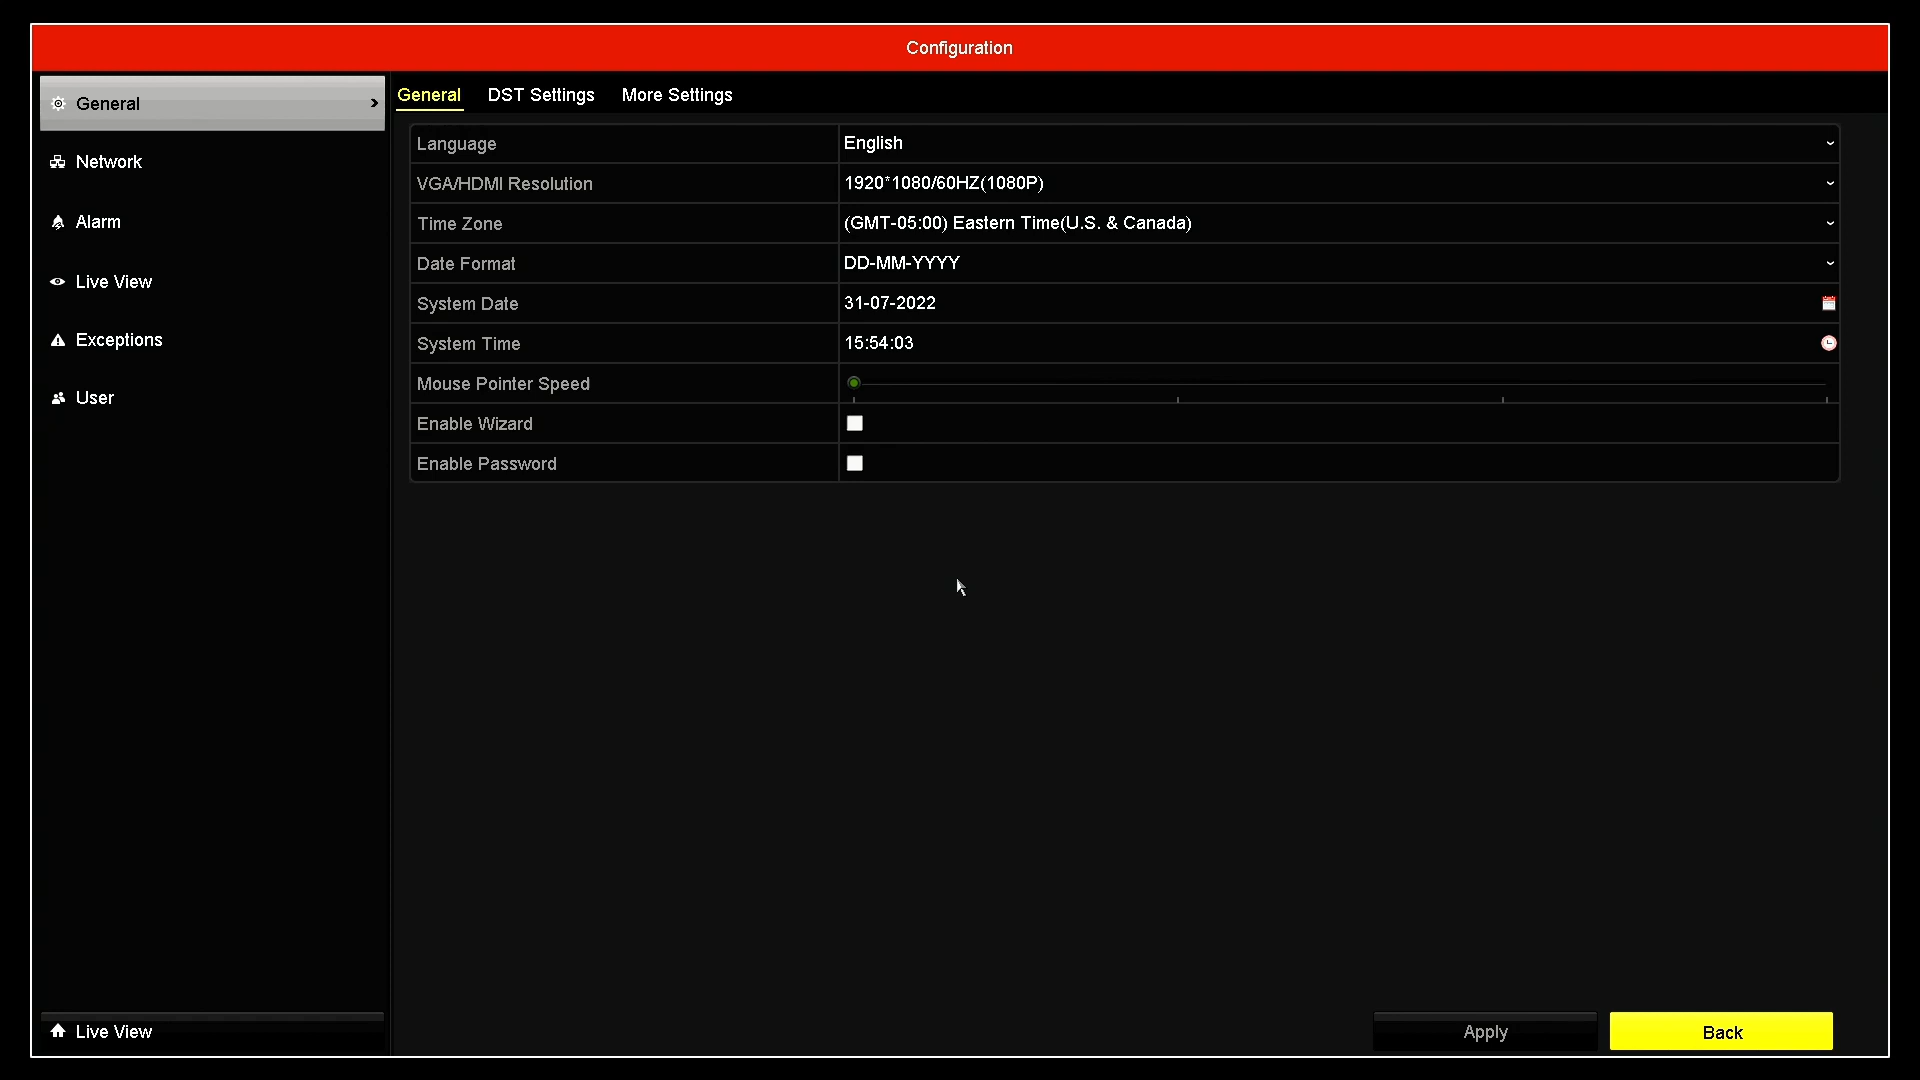 Configuration
General
Network
Alarm
Live View
Exceptions
User
Live View
General DST Settings More Settings
Language English
VGA/HDMI Resolution 1920*1080/60HZ(1080P)
Time Zone (GMT-05:00) Eastern Time(U.S. & Canada)
Date Format DD-MM-YYYY
System Date 31-07-2022
System Time 15:54:03
Mouse Pointer Speed
Enable Wizard
Enable Password
Apply Back